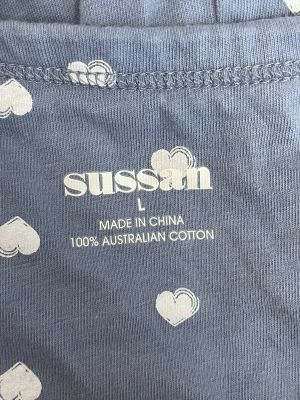 sussan
L
MADE IN CHINA
100% AUSTRALIAN COTTON